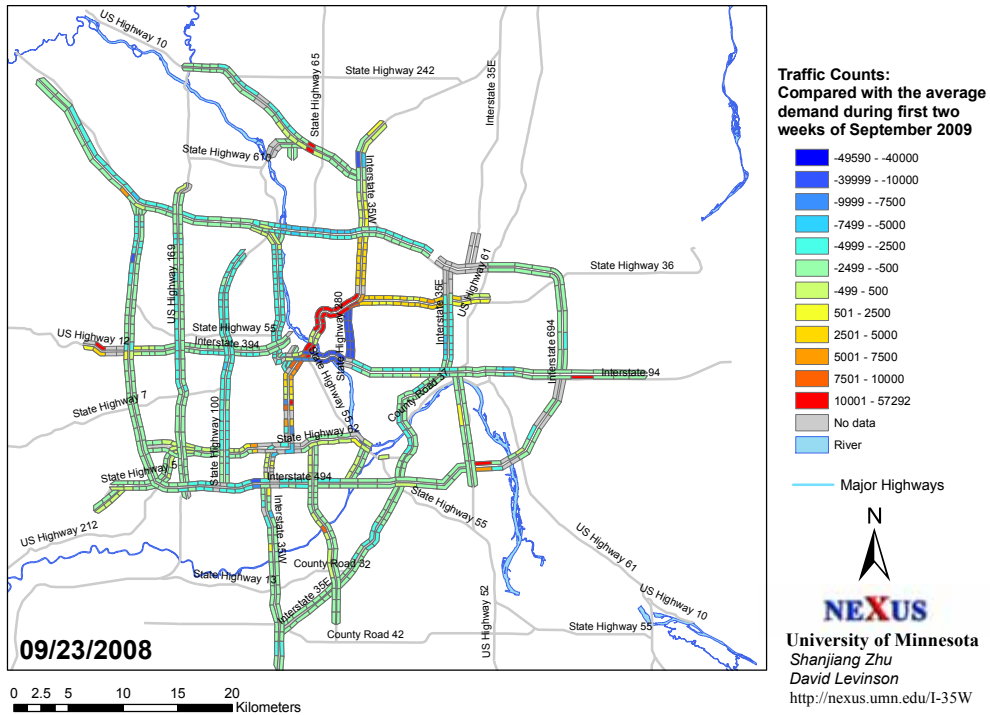 US Highway 10
State Highway 65
State Highway 242
Interstate 35E
State Highway 610
Interstate 35W
US Highway 169
US Highway 61
State Highway 36
Interstate 35E
State Highway 280
Interstate 694
US Highway 12
State Highway 55
Interstate 394
Interstate 94
State Highway 55
County Road 37
State Highway 7
State Highway 100
State Highway 62
State Highway 5
Interstate 494
Interstate 35W
State Highway 55
US Highway 212
State Highway 13
County Road 32
Interstate 35E
US Highway 61
US Highway 52
US Highway 10
County Road 42
State Highway 55
09/23/2008
0 2.5 5 10 15 20
Kilometers
Traffic Counts:
Compared with the average
demand during first two
weeks of September 2009
-49590 - -40000
-39999 - -10000
-9999 - -7500
-7499 - -5000
-4999 - -2500
-2499 - -500
-499 - 500
501 - 2500
2501 - 5000
5001 - 7500
7501 - 10000
10001 - 57292
No data
River
Major Highways
N
NEXUS
University of Minnesota
Shanjiang Zhu
David Levinson
http://nexus.umn.edu/I-35W